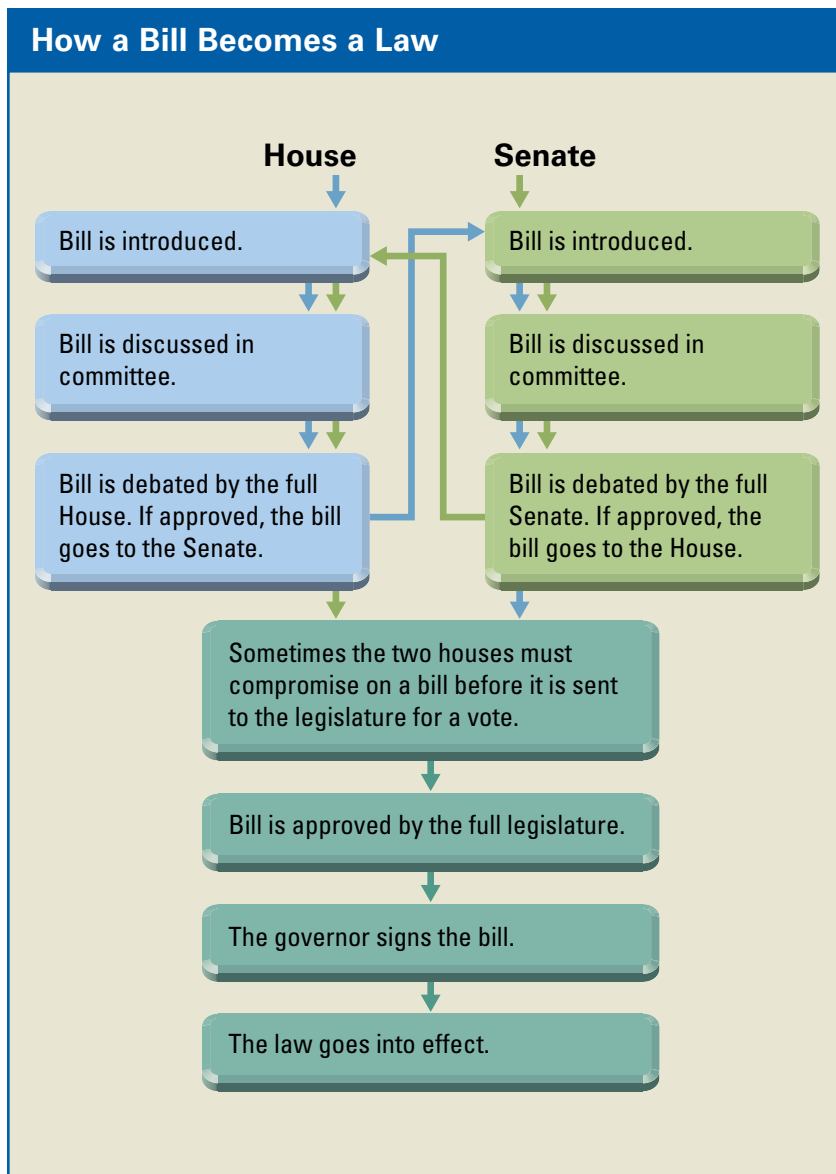 How a Bill Becomes a Law
House
Senate
Bill is introduced.
Bill is discussed in
committee.
Bill is debated by the full
House. If approved, the bill
goes to the Senate.
Bill is introduced.
Bill is discussed in
committee.
Bill is debated by the full
Senate. If approved, the
bill goes to the House.
Sometimes the two houses must
compromise on a bill before it is sent
to the legislature for a vote.
Bill is approved by the full legislature.
The governor signs the bill.
The law goes into effect.